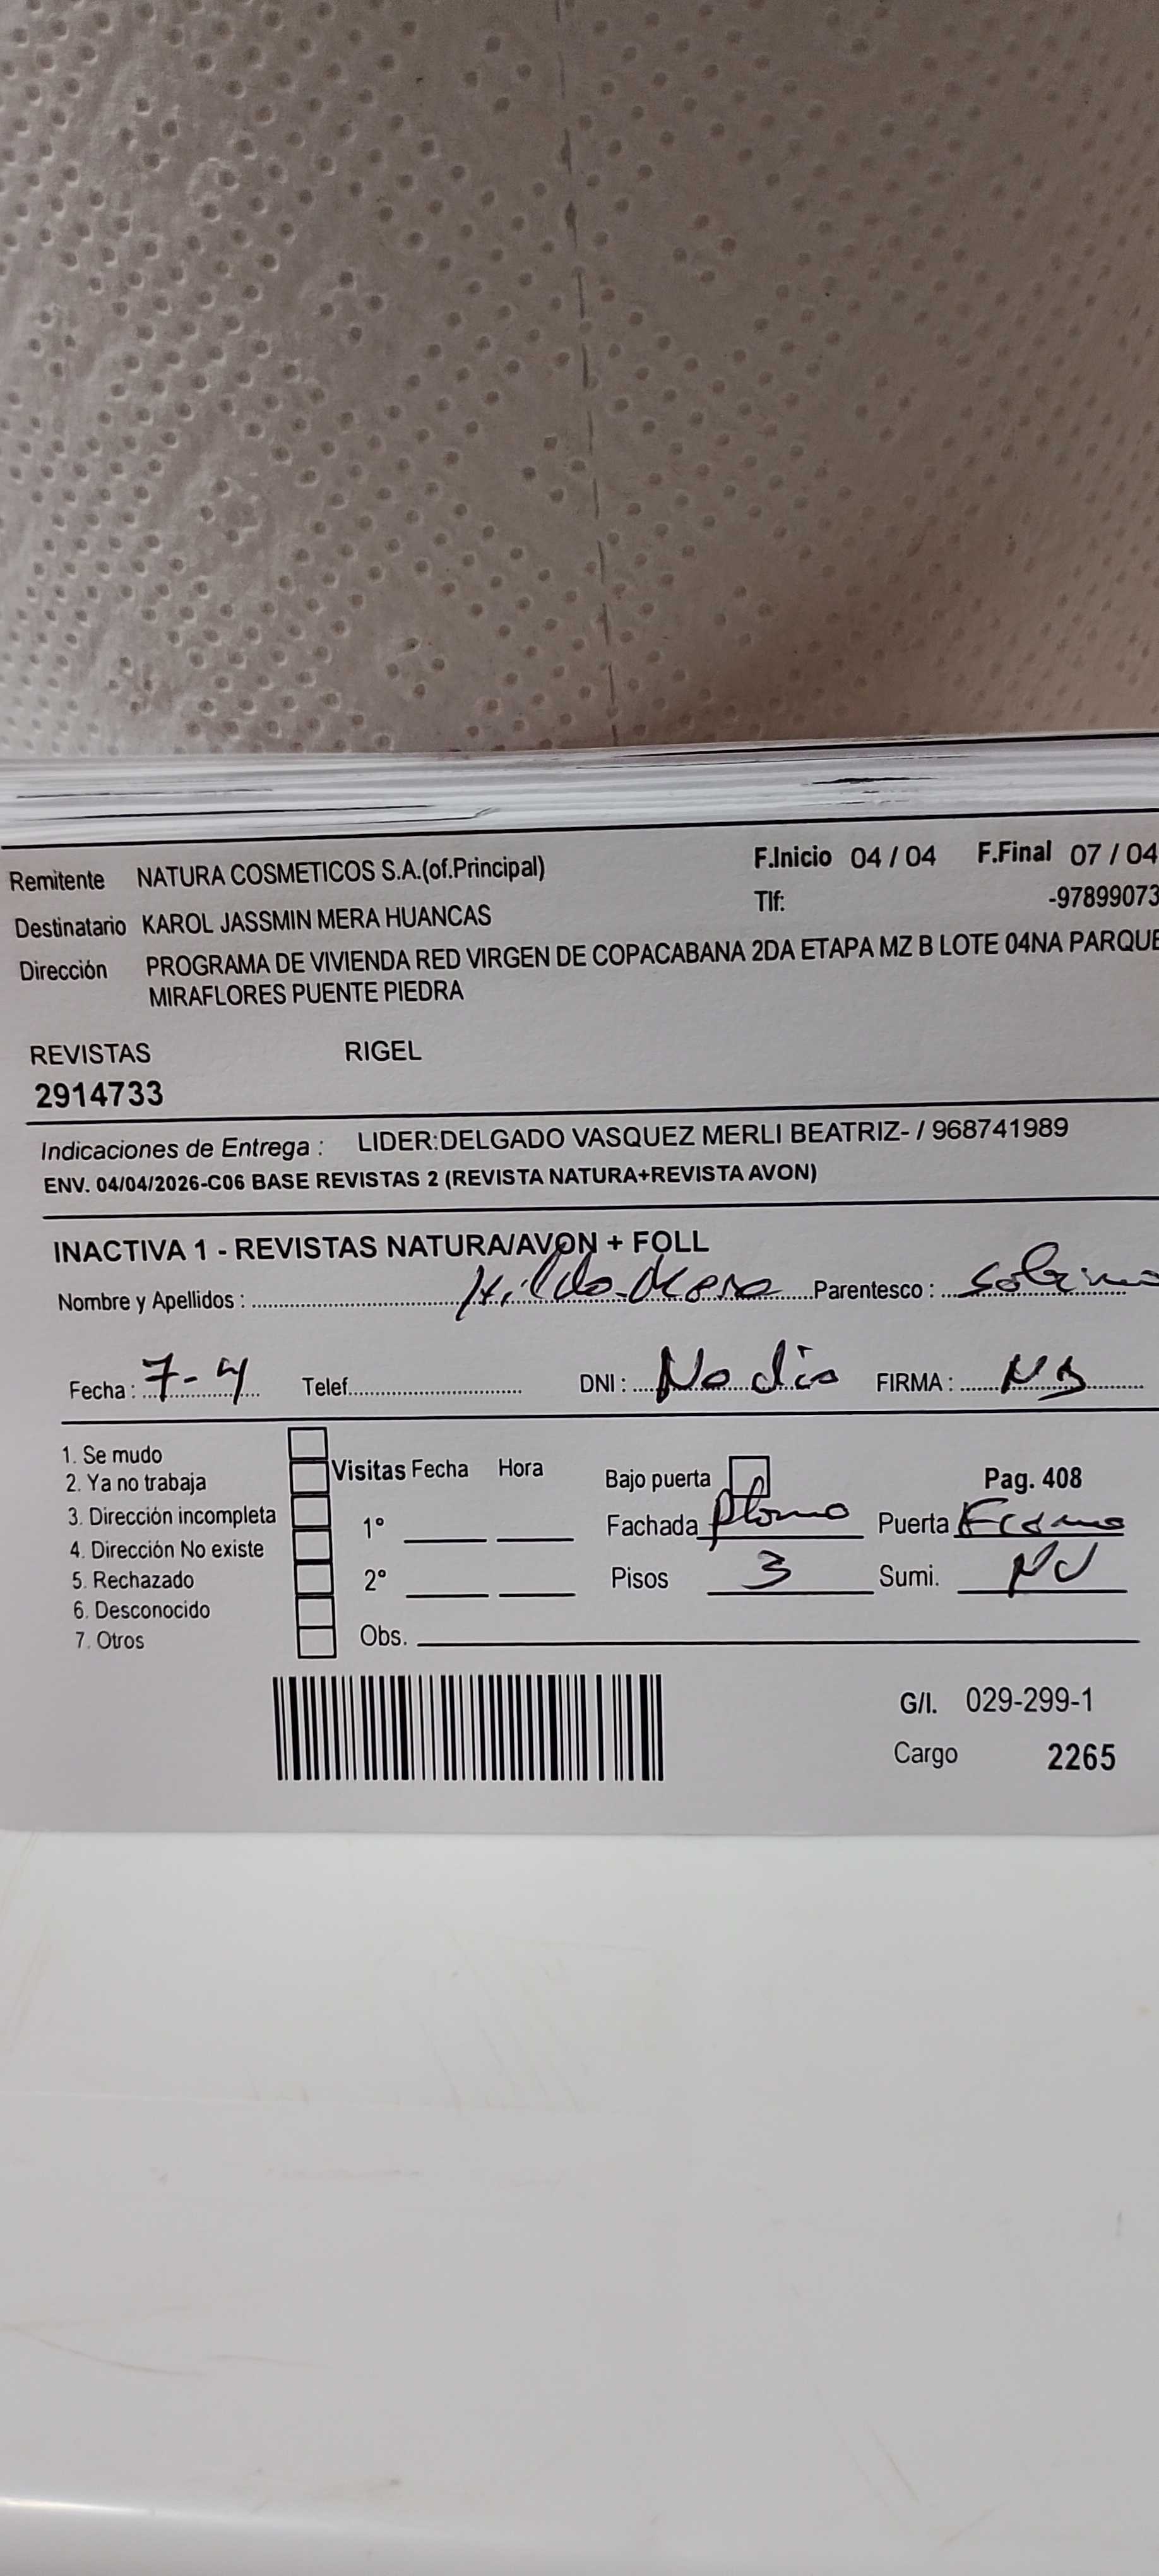 Remitente NATURA COSMETICOS S.A.(of.Principal) F.Inicio 04 / 04 F.Final 07 / 04
Tlf: -97899073
Destinatario KAROL JASSMIN MERA HUANCAS
Dirección PROGRAMA DE VIVIENDA RED VIRGEN DE COPACABANA 2DA ETAPA MZ B LOTE 04NA PARQUE
MIRAFLORES PUENTE PIEDRA
REVISTAS RIGEL
2914733
Indicaciones de Entrega : LIDER:DELGADO VASQUEZ MERLI BEATRIZ- / 968741989
ENV. 04/04/2026-C06 BASE REVISTAS 2 (REVISTA NATURA+REVISTA AVON)
INACTIVA 1 - REVISTAS NATURA/AVON + FOLL
Nombre y Apellidos : Hilda Mera Parentesco :
Fecha : 7-4 Telef. DNI : No dio FIRMA :
1. Se mudo
2. Ya no trabaja
3. Dirección incompleta
4. Dirección No existe
5. Rechazado
6. Desconocido
7. Otros
Visitas Fecha Hora
1°
2°
Obs.
Bajo puerta Pag. 408
Fachada plomo Puerta
Pisos 3 Sumi.
G/I. 029-299-1
Cargo 2265